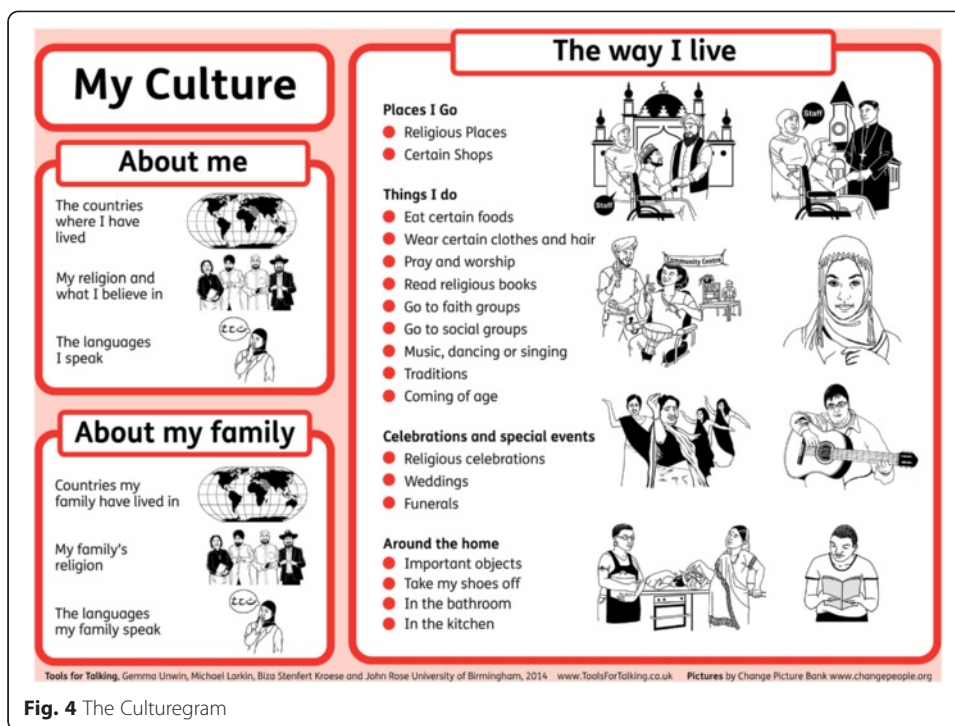 My Culture
About me
The countries
where I have
lived
My religion and
what I believe in
The languages
I speak
About my family
Countries my
family have lived in
My family's
religion
The languages
my family speak
The way I live
Places I Go
Religious Places
Certain Shops
Things I do
Eat certain foods
Wear certain clothes and hair
Pray and worship
Read religious books
Go to faith groups
Go to social groups
Music, dancing or singing
Traditions
Coming of age
Celebrations and special events
Religious celebrations
Weddings
Funerals
Around the home
Important objects
Take my shoes off
In the bathroom
In the kitchen
Staff
Staff
Community Centre
Tools for Talking, Gemma Unwin, Michael Larkin, Biza Stenfert Kroese and John Rose University of Birmingham, 2014 www.ToolsForTalking.co.uk Pictures by Change Picture Bank www.changepeople.org
Fig. 4 The Culturegram